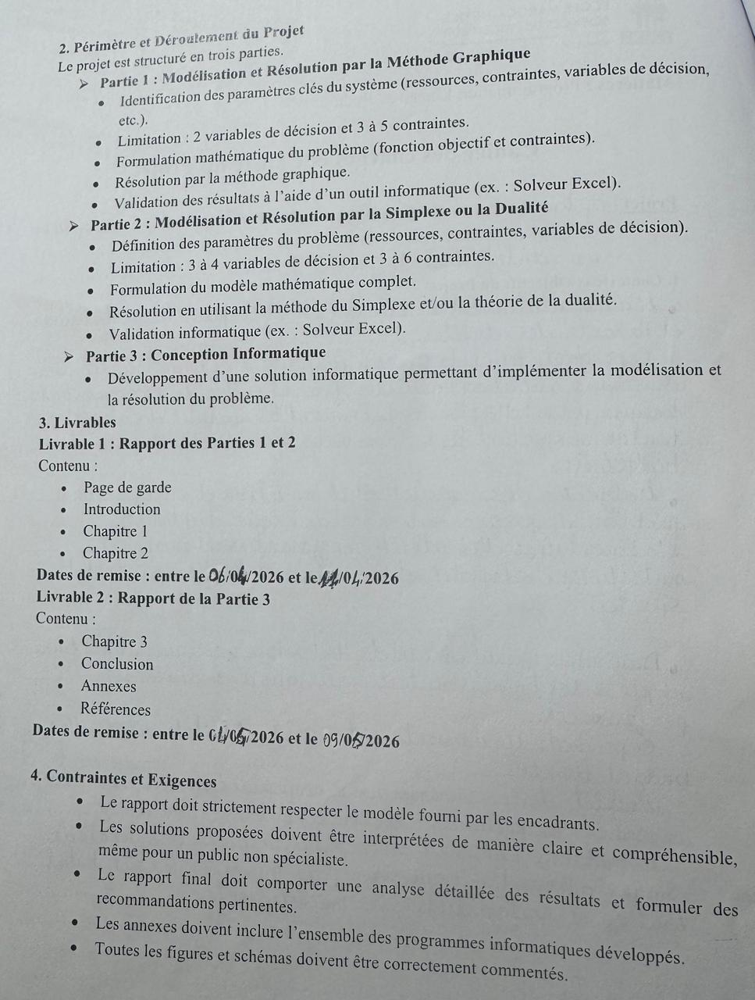 2. Périmètre et Déroulement du Projet
Le projet est structuré en trois parties.
➢ Partie 1 : Modélisation et Résolution par la Méthode Graphique
• Identification des paramètres clés du système (ressources, contraintes, variables de décision,
etc.).
• Limitation : 2 variables de décision et 3 à 5 contraintes.
• Formulation mathématique du problème (fonction objectif et contraintes).
• Résolution par la méthode graphique.
• Validation des résultats à l'aide d'un outil informatique (ex. : Solveur Excel).
➢ Partie 2 : Modélisation et Résolution par la Simplexe ou la Dualité
• Définition des paramètres du problème (ressources, contraintes, variables de décision).
• Limitation : 3 à 4 variables de décision et 3 à 6 contraintes.
• Formulation du modèle mathématique complet.
• Résolution en utilisant la méthode du Simplexe et/ou la théorie de la dualité.
• Validation informatique (ex. : Solveur Excel).
➢ Partie 3 : Conception Informatique
• Développement d'une solution informatique permettant d'implémenter la modélisation et
la résolution du problème.
3. Livrables
Livrable 1 : Rapport des Parties 1 et 2
Contenu :
• Page de garde
• Introduction
• Chapitre 1
• Chapitre 2
Dates de remise : entre le 06/04/2026 et le /04/2026
Livrable 2 : Rapport de la Partie 3
Contenu :
• Chapitre 3
• Conclusion
• Annexes
• Références
Dates de remise : entre le /05/2026 et le 09/05/2026
4. Contraintes et Exigences
• Le rapport doit strictement respecter le modèle fourni par les encadrants.
• Les solutions proposées doivent être interprétées de manière claire et compréhensible,
même pour un public non spécialiste.
• Le rapport final doit comporter une analyse détaillée des résultats et formuler des
recommandations pertinentes.
• Les annexes doivent inclure l'ensemble des programmes informatiques développés.
• Toutes les figures et schémas doivent être correctement commentés.